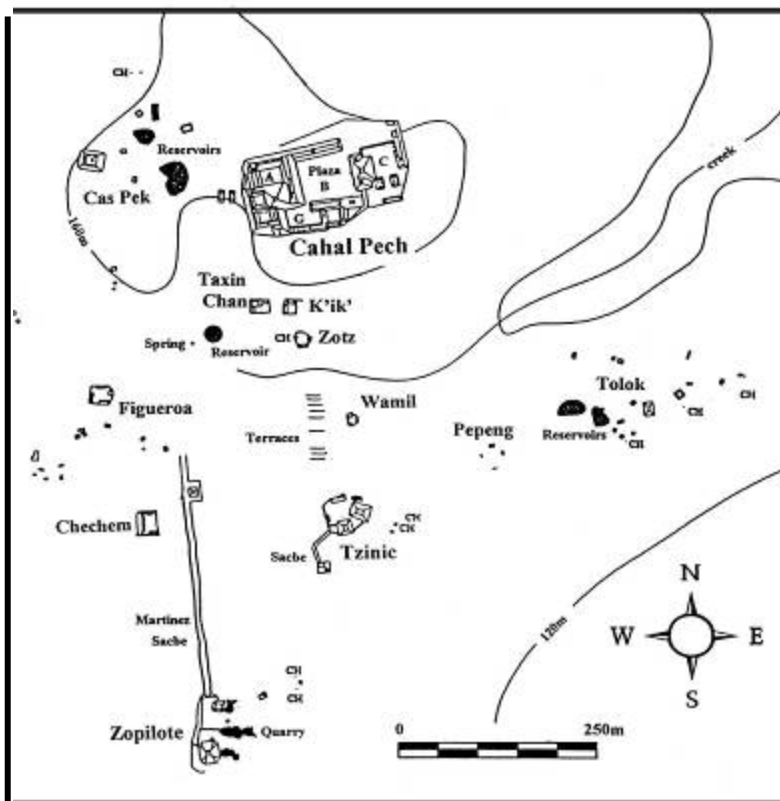 CH
Reservoirs
Cas Pek
A
Plaza
B
C
G
Cahal Pech
160m
creek
Taxin
Chan
K'ik'
Spring
Reservoir
CH
Zotz
Figueroa
Terraces
Wamil
Pepeng
Tolok
Reservoirs
CH
CH
CH
Chechem
Sacbe
Tzinic
CH
CH
Martinez
Sacbe
120m
N
W
E
S
CH
CH
Zopilote
Quarry
0
250m